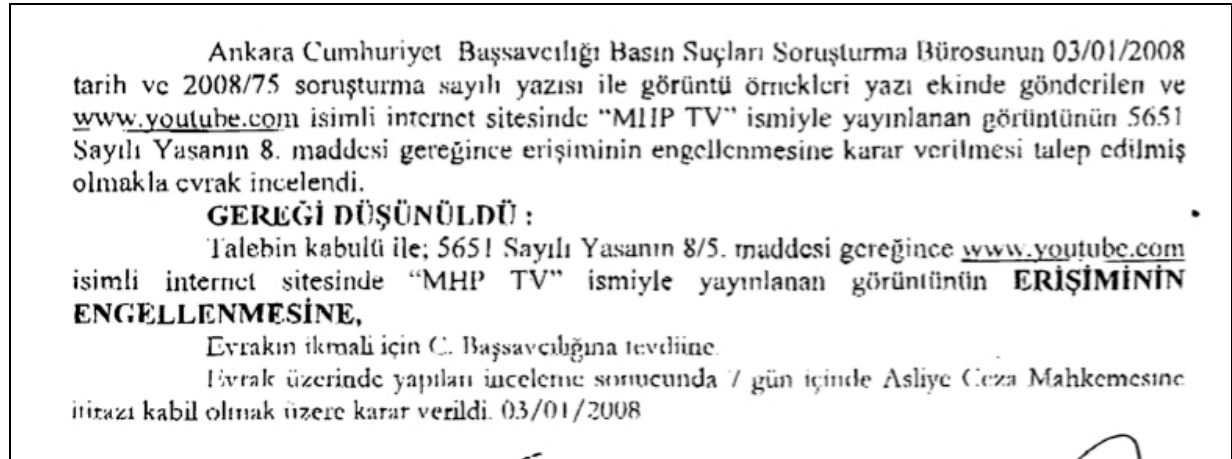 Ankara Cumhuriyet Başsavcılığı Basın Suçları Soruşturma Bürosunun 03/01/2008
tarih ve 2008/75 soruşturma sayılı yazısı ile görüntü örnekleri yazı ekinde gönderilen ve
www.youtube.com isimli internet sitesinde “MHP TV” ismiyle yayınlanan görüntünün 5651
Sayılı Yasanın 8. maddesi gereğince erişiminin engellenmesine karar verilmesi talep edilmiş
olmakla evrak incelendi.
GEREĞİ DÜŞÜNÜLDÜ :
Talebin kabulü ile; 5651 Sayılı Yasanın 8/5. maddesi gereğince www.youtube.com
isimli internet sitesinde “MHP TV” ismiyle yayınlanan görüntünün ERİŞİMİNİN
ENGELLENMESİNE,
Evrakın ikmali için C. Başsavcılığına tevdiine
Evrak üzerinde yapılan inceleme sonucunda 7 gün içinde Asliye Ceza Mahkemesine
itirazı kabil olmak üzere karar verildi. 03/01/2008